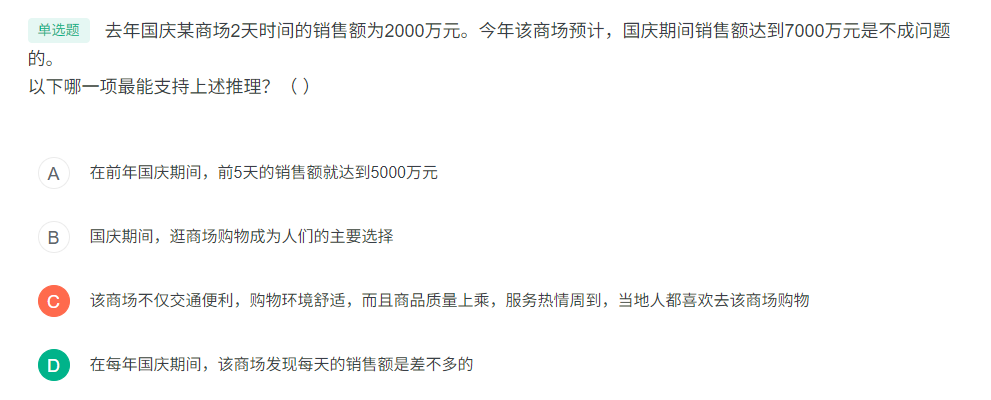 单选题 去年国庆某商场2天时间的销售额为2000万元。今年该商场预计，国庆期间销售额达到7000万元是不成问题
的。
以下哪一项最能支持上述推理？（ ）
A 在前年国庆期间，前5天的销售额就达到5000万元
B 国庆期间，逛商场购物成为人们的主要选择
C 该商场不仅交通便利，购物环境舒适，而且商品质量上乘，服务热情周到，当地人都喜欢去该商场购物
D 在每年国庆期间，该商场发现每天的销售额是差不多的